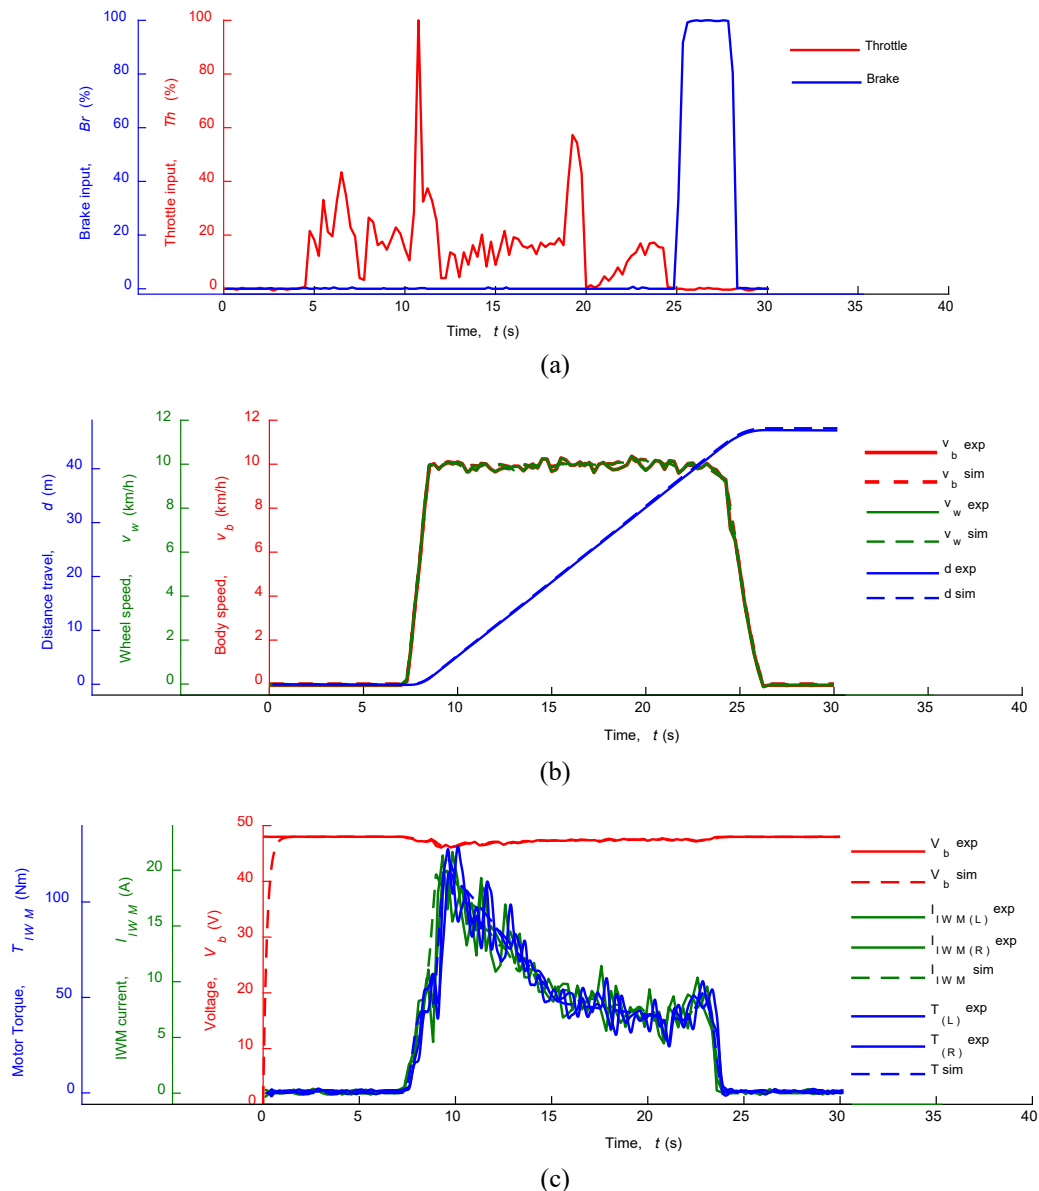 Brake input, Br (%)
Throttle input, Th (%)
100
80
60
40
20
0
100
80
60
40
20
0
Throttle
Brake
0 5 10 15 20 25 30 35 40
Time, t (s)
(a)
Distance travel, d (m)
Wheel speed, v_w (km/h)
Body speed, v_b (km/h)
40
30
20
10
0
12
10
8
6
4
2
0
12
10
8
6
4
2
0
v_b exp
v_b sim
v_w exp
v_w sim
d exp
d sim
0 5 10 15 20 25 30 35 40
Time, t (s)
(b)
Motor Torque, T_IWM (Nm)
IWM current, I_IWM (A)
Voltage, V_b (V)
100
50
0
20
15
10
5
0
50
40
30
20
10
0
V_b exp
V_b sim
I_IWM(L) exp
I_IWM(R) exp
I_IWM sim
T_(L) exp
T_(R) exp
T sim
0 5 10 15 20 25 30 35 40
Time, t (s)
(c)